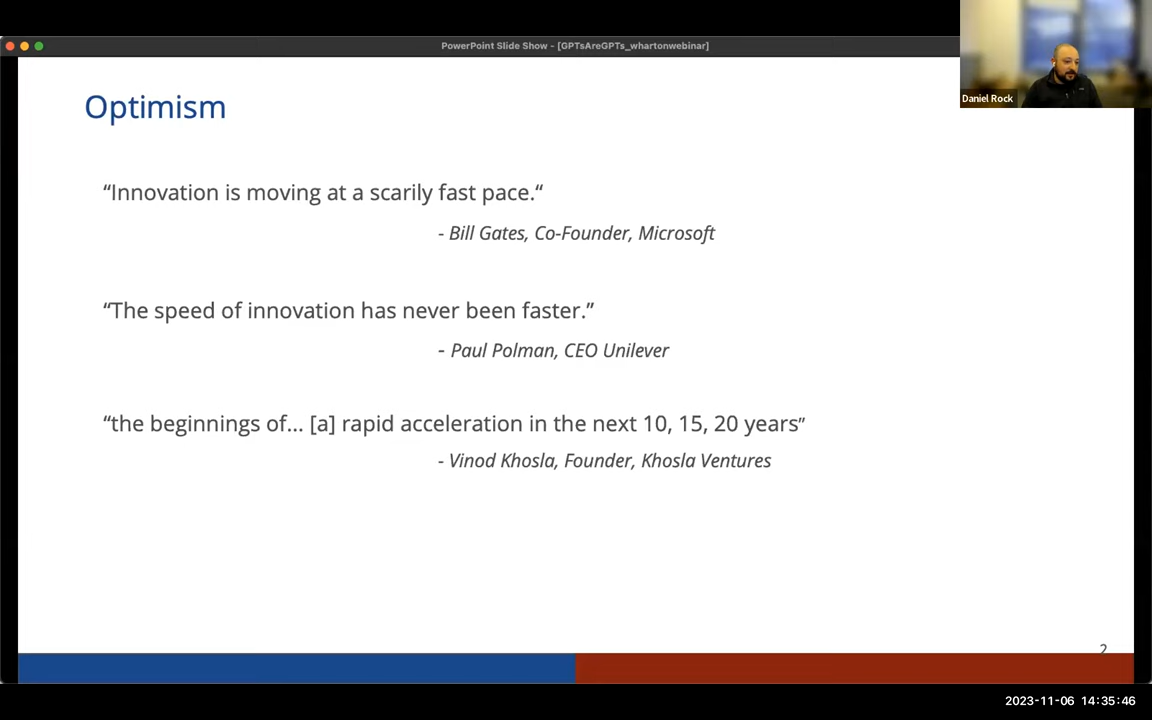 PowerPoint Slide Show - [GPTsAreGPTs_whartonwebinar]
Daniel Rock
Optimism
“Innovation is moving at a scarily fast pace.“
- Bill Gates, Co-Founder, Microsoft
“The speed of innovation has never been faster.”
- Paul Polman, CEO Unilever
“the beginnings of... [a] rapid acceleration in the next 10, 15, 20 years”
- Vinod Khosla, Founder, Khosla Ventures
2
2023-11-06 14:35:46